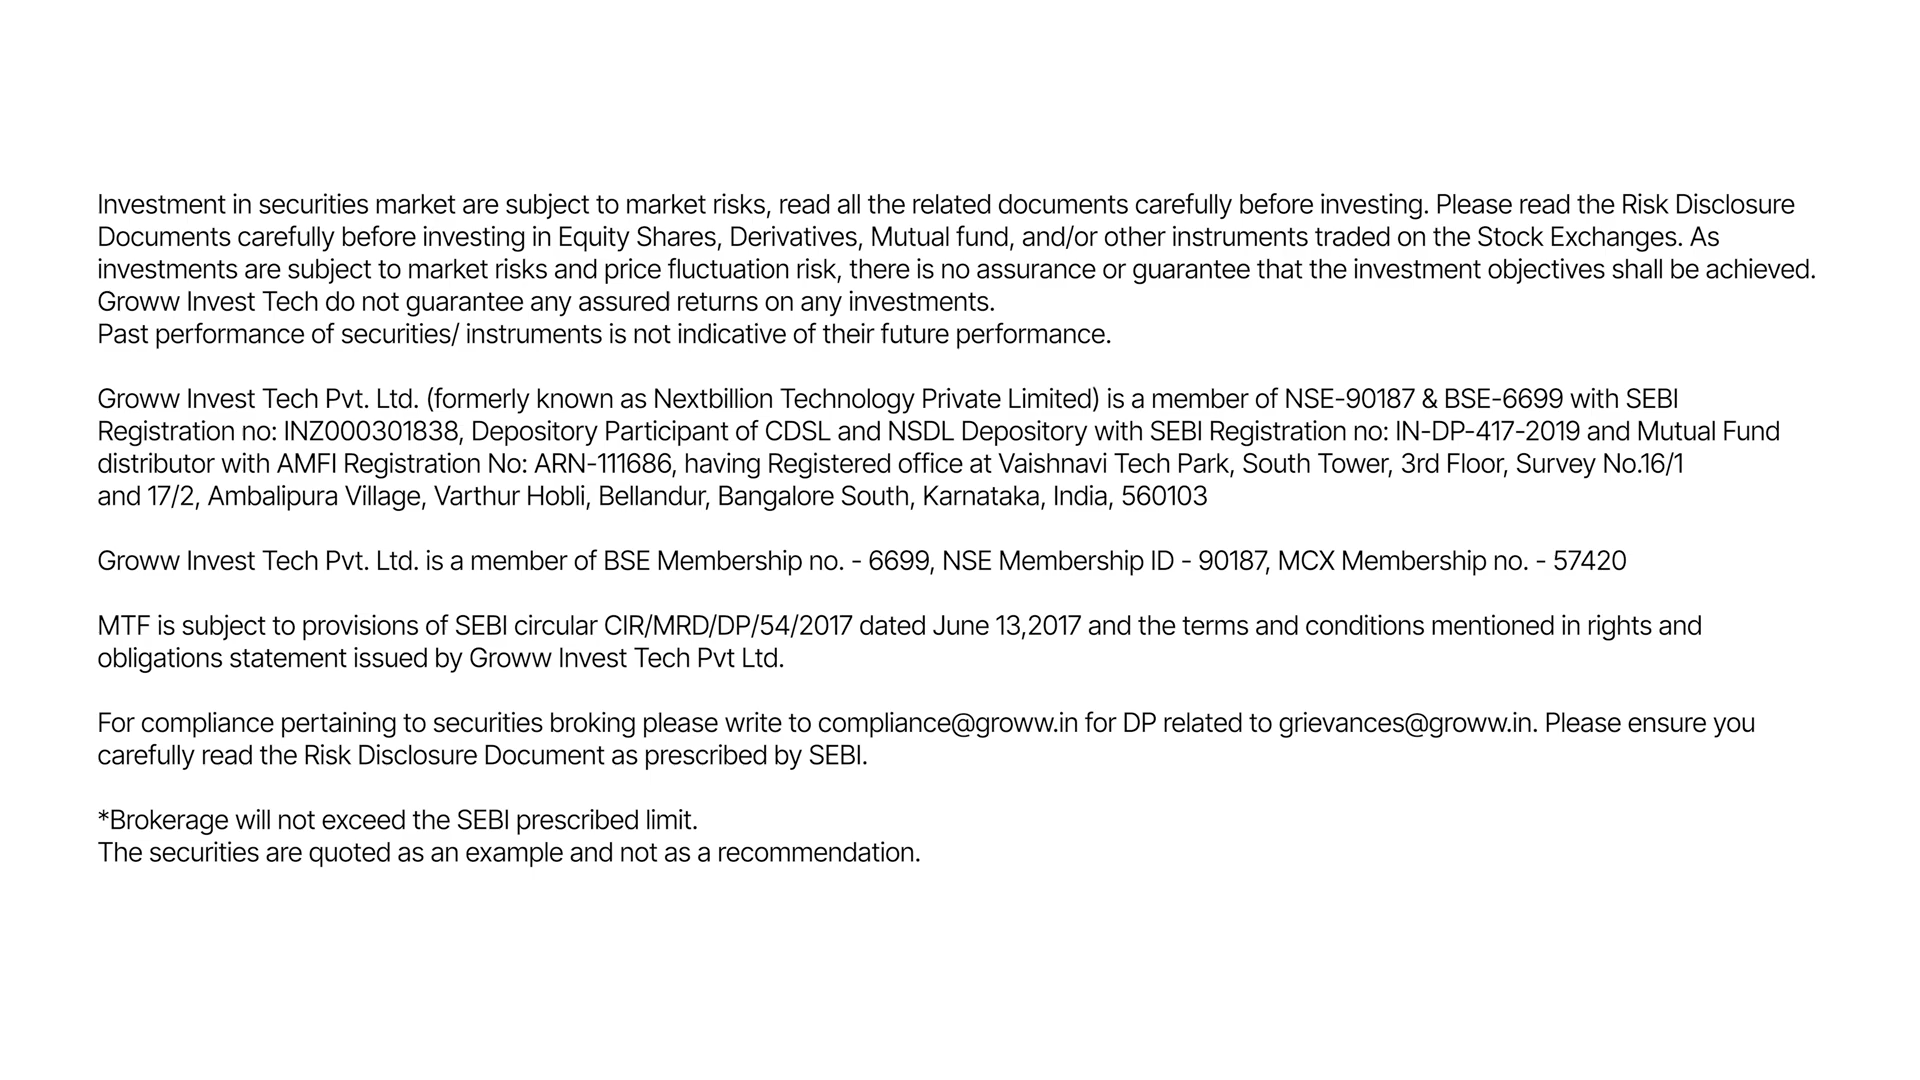 Investment in securities market are subject to market risks, read all the related documents carefully before investing. Please read the Risk Disclosure
Documents carefully before investing in Equity Shares, Derivatives, Mutual fund, and/or other instruments traded on the Stock Exchanges. As
investments are subject to market risks and price fluctuation risk, there is no assurance or guarantee that the investment objectives shall be achieved.
Groww Invest Tech do not guarantee any assured returns on any investments.
Past performance of securities/ instruments is not indicative of their future performance.
Groww Invest Tech Pvt. Ltd. (formerly known as Nextbillion Technology Private Limited) is a member of NSE-90187 & BSE-6699 with SEBI
Registration no: INZ000301838, Depository Participant of CDSL and NSDL Depository with SEBI Registration no: IN-DP-417-2019 and Mutual Fund
distributor with AMFI Registration No: ARN-111686, having Registered office at Vaishnavi Tech Park, South Tower, 3rd Floor, Survey No.16/1
and 17/2, Ambalipura Village, Varthur Hobli, Bellandur, Bangalore South, Karnataka, India, 560103
Groww Invest Tech Pvt. Ltd. is a member of BSE Membership no. - 6699, NSE Membership ID - 90187, MCX Membership no. - 57420
MTF is subject to provisions of SEBI circular CIR/MRD/DP/54/2017 dated June 13,2017 and the terms and conditions mentioned in rights and
obligations statement issued by Groww Invest Tech Pvt Ltd.
For compliance pertaining to securities broking please write to compliance@groww.in for DP related to grievances@groww.in. Please ensure you
carefully read the Risk Disclosure Document as prescribed by SEBI.
*Brokerage will not exceed the SEBI prescribed limit.
The securities are quoted as an example and not as a recommendation.